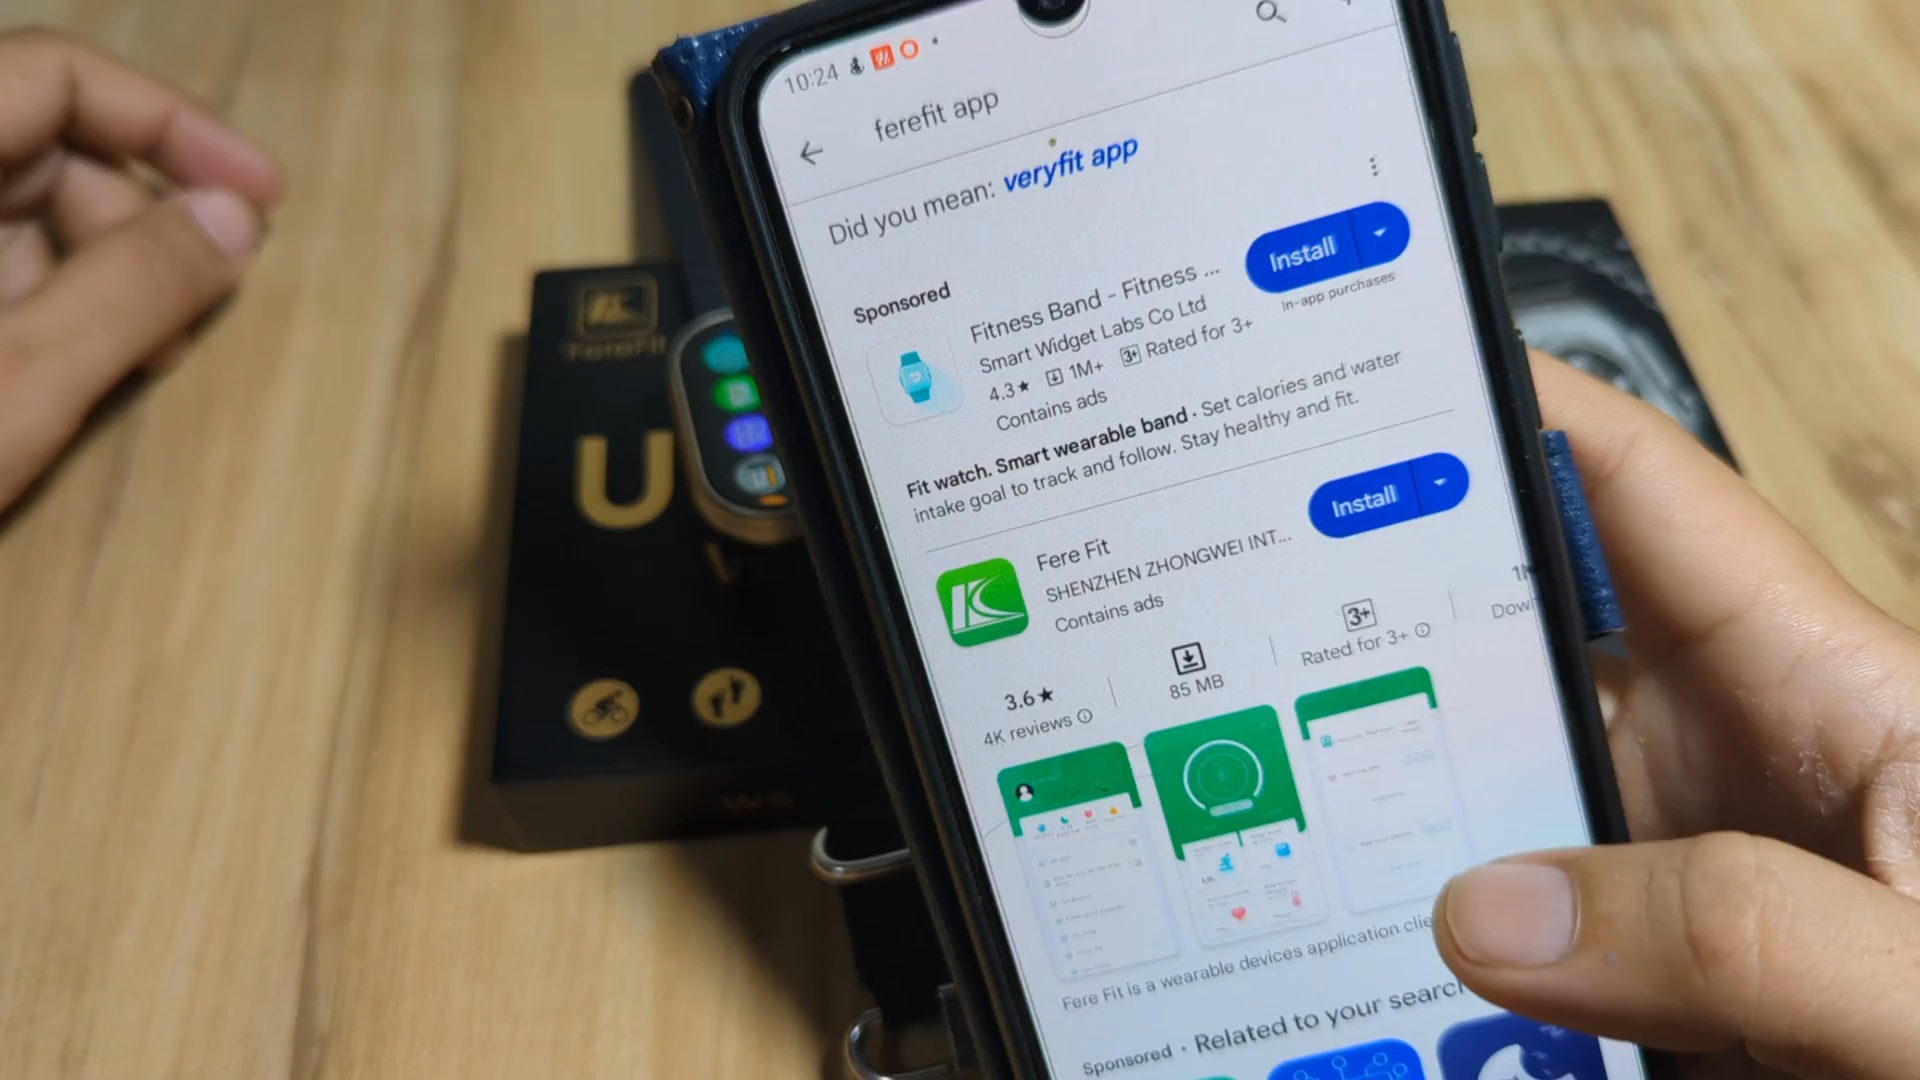 10:24
ferefit app
Did you mean: veryfit app
Sponsored
Fitness Band - Fitness ...
Smart Widget Labs Co Ltd
4.3★ 1M+ 3+ Rated for 3+
Contains ads
Install
In-app purchases
Fit watch. Smart wearable band · Set calories and water
intake goal to track and follow. Stay healthy and fit.
Fere Fit
SHENZHEN ZHONGWEI INT...
Contains ads
Install
3.6★
4K reviews
85 MB
3+
Rated for 3+
Fere Fit is a wearable devices application
Sponsored · Related to your search
FereFit
U